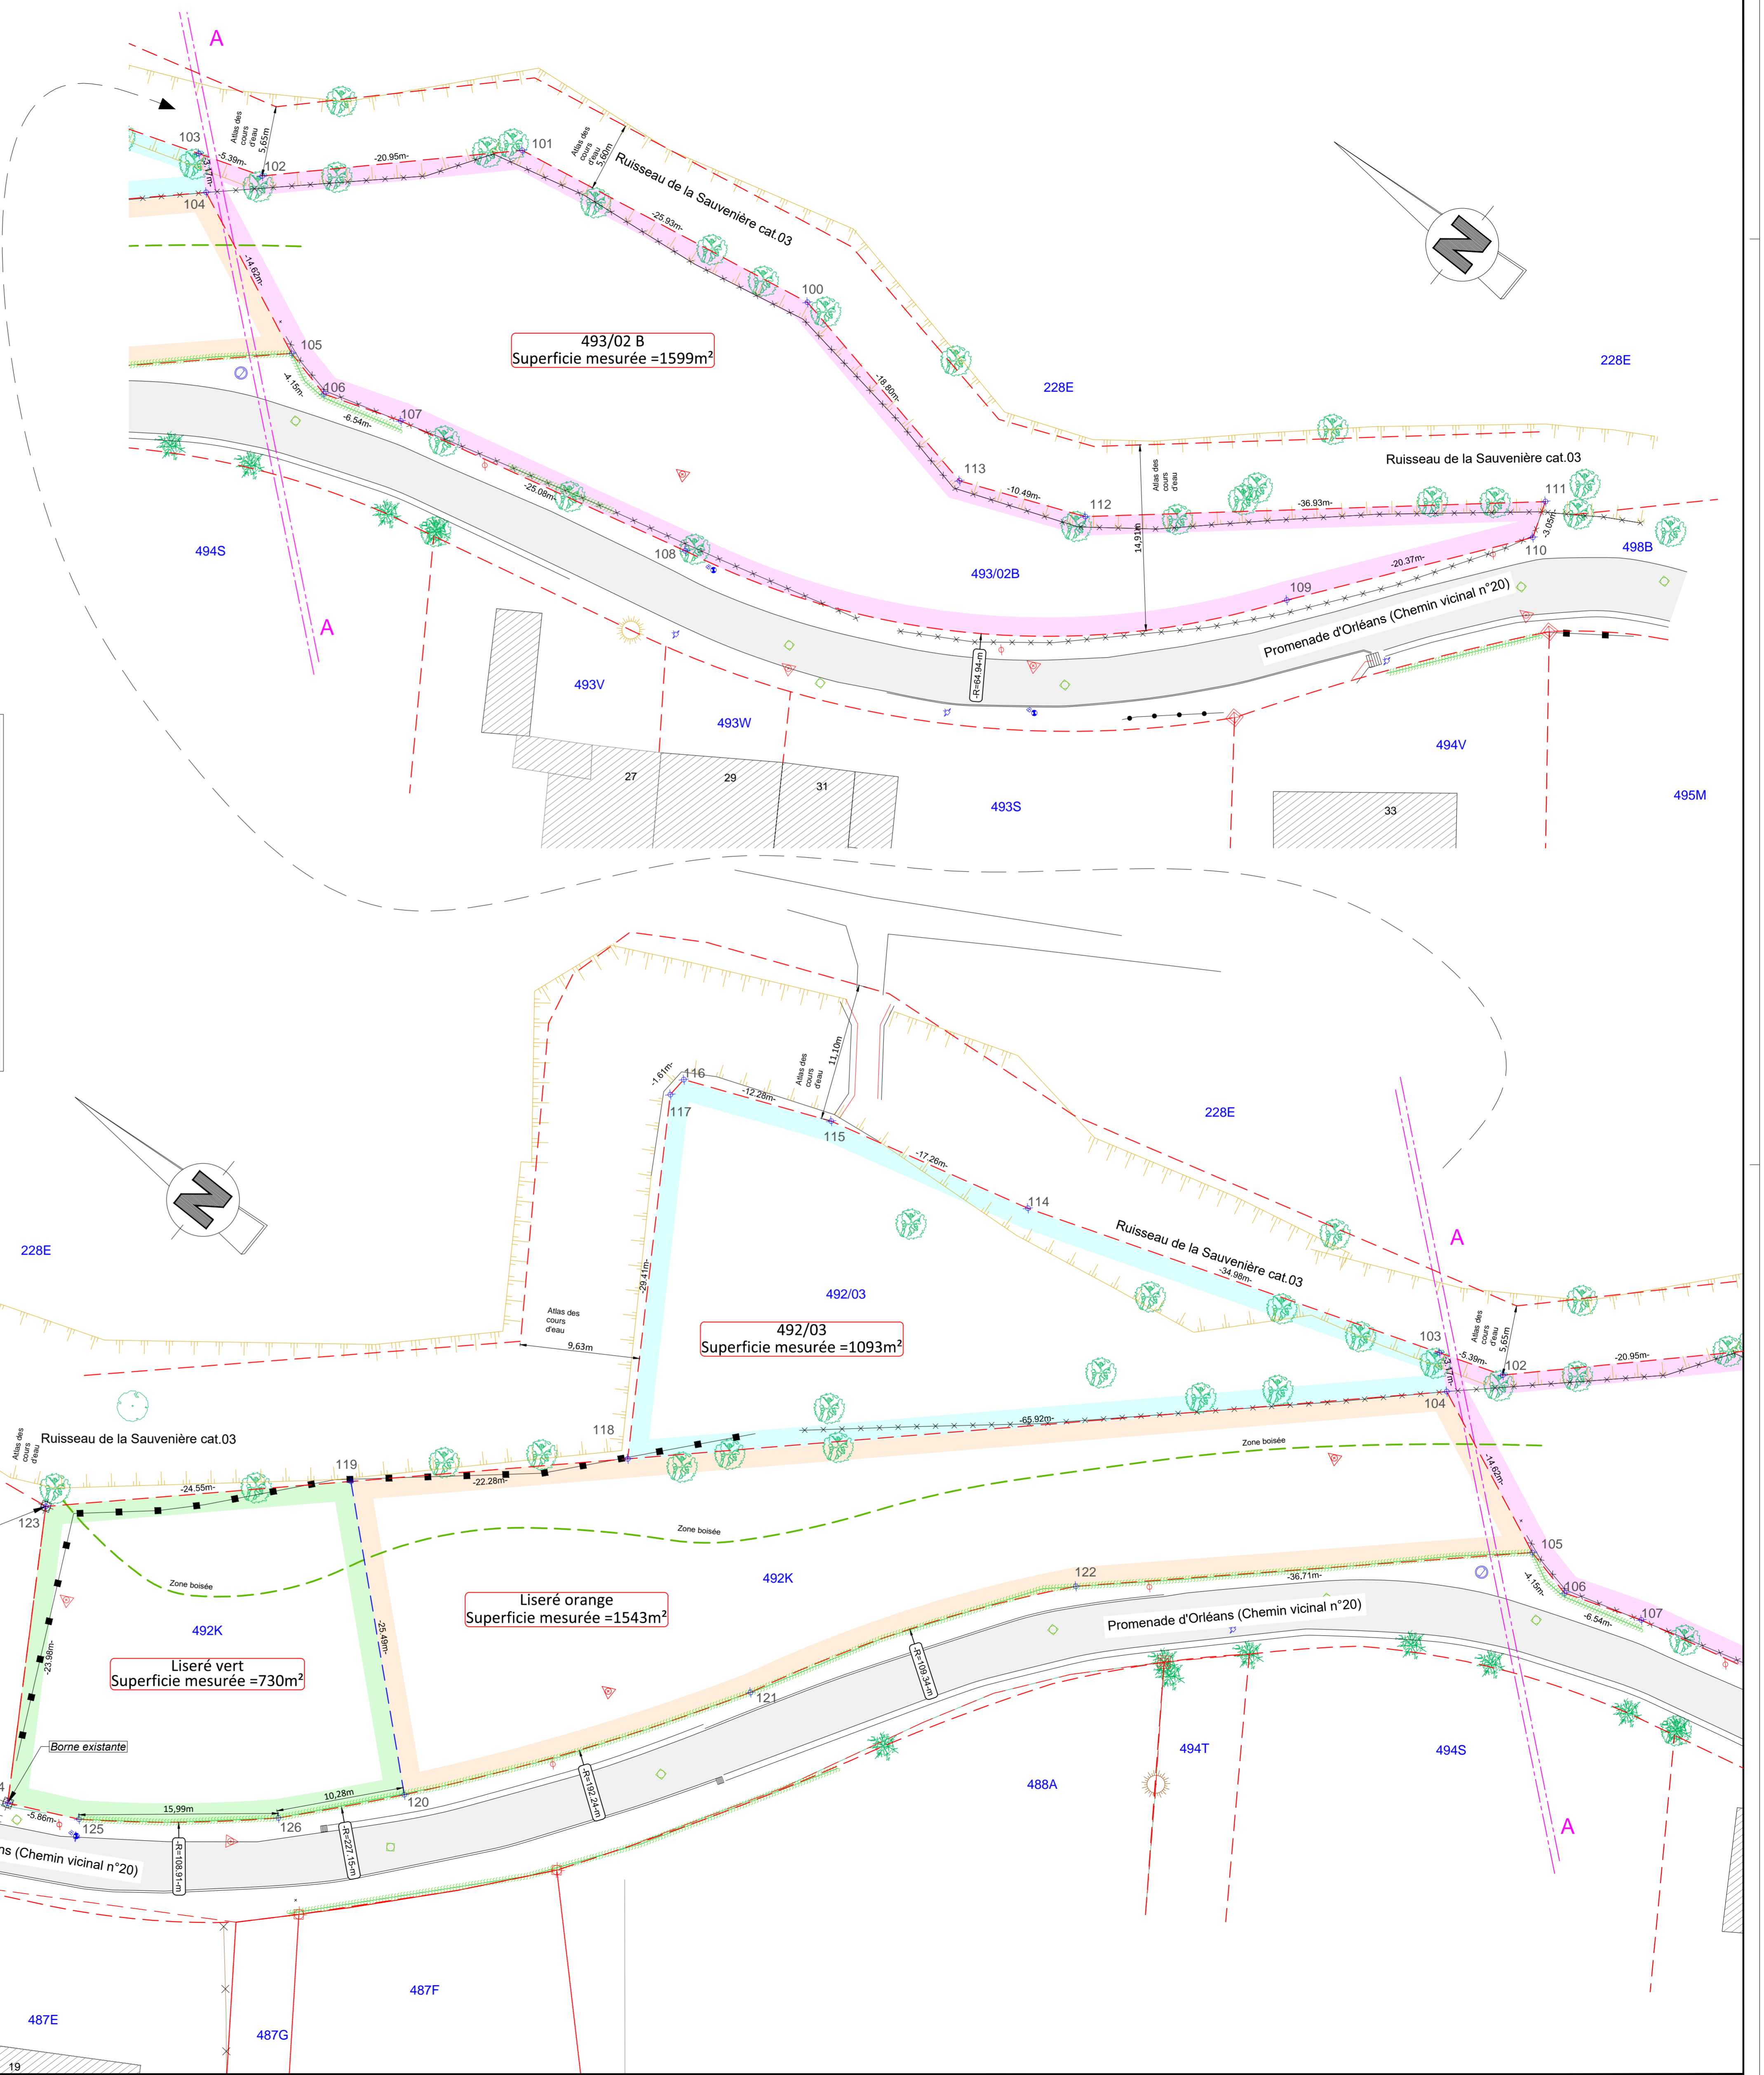 A
Atlas des
cours
d'eau
5,65m
103
-5.39m-
102
-3.17m-
104
-20.95m-
101
Atlas des
cours
d'eau
5,60m
Ruisseau de la Sauvenière cat.03
-25.93m-
100
N
-14.62m-
105
-4.15m-
106
-6.54m-
107
493/02 B
Superficie mesurée =1599m²
228E
228E
-18.80m-
113
-10.49m-
112
Atlas des
cours
d'eau
14,91m
Ruisseau de la Sauvenière cat.03
-36.93m-
111
-3.05m-
110
498B
-25.08m-
108
494S
493/02B
109
-20.37m-
Promenade d'Orléans (Chemin vicinal n°20)
A
-R=64.94-m
493V
493W
494V
27
29
31
493S
33
495M
11,10m
Atlas des
cours
d'eau
-1.61m-
116
-12.28m-
117
115
228E
-17.26m-
114
N
Ruisseau de la Sauvenière cat.03
A
228E
-29.41m-
-34.98m-
492/03
Atlas des
cours
d'eau
9,63m
492/03
Superficie mesurée =1093m²
103
-5.39m-
-3.17m-
102
Atlas des
cours
d'eau
5,65m
-20.95m-
104
-65.92m-
Atlas des
cours
d'eau
Ruisseau de la Sauvenière cat.03
118
Zone boisée
119
-24.55m-
-22.28m-
-14.62m-
123
Zone boisée
105
Zone boisée
492K
122
-36.71m-
-4.15m-
106
-6.54m-
107
Liseré orange
Superficie mesurée =1543m²
Promenade d'Orléans (Chemin vicinal n°20)
492K
-25.49m-
-23.98m-
Liseré vert
Superficie mesurée =730m²
-R=109.34-m
121
Borne existante
494T
494S
488A
4
10,28m
120
-R=192.24-m
15,99m
-5.86m-
125
126
A
-R=108.91-m
-R=227.15-m
ns (Chemin vicinal n°20)
487F
487E
487G
19